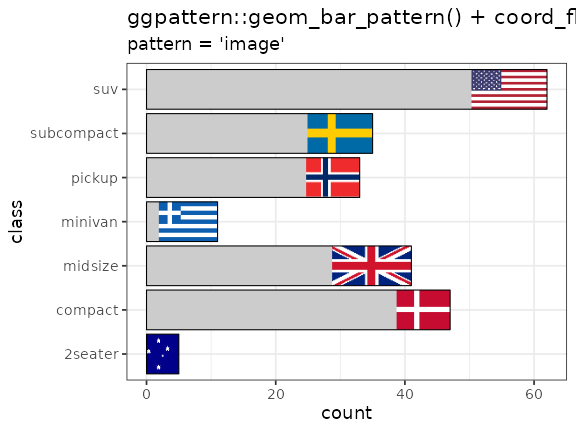 ggpattern::geom_bar_pattern() + coord_fl
pattern = 'image'
suv
subcompact
pickup
minivan
midsize
compact
2seater
class
0 20 40 60
count